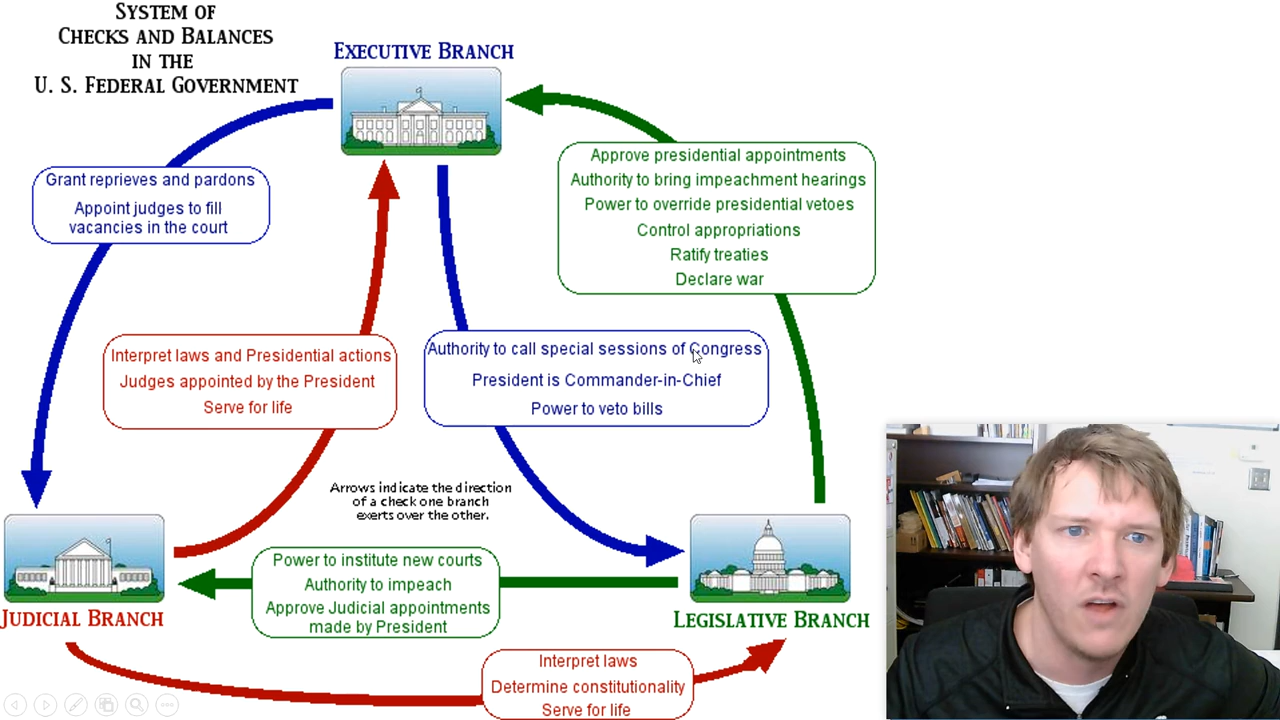 SYSTEM OF
CHECKS AND BALANCES
IN THE
U. S. FEDERAL GOVERNMENT
EXECUTIVE BRANCH
Grant reprieves and pardons
Appoint judges to fill
vacancies in the court
Approve presidential appointments
Authority to bring impeachment hearings
Power to override presidential vetoes
Control appropriations
Ratify treaties
Declare war
Interpret laws and Presidential actions
Judges appointed by the President
Serve for life
Authority to call special sessions of Congress
President is Commander-in-Chief
Power to veto bills
Arrows indicate the direction
of a check one branch
exerts over the other.
Power to institute new courts
Authority to impeach
Approve Judicial appointments
made by President
JUDICIAL BRANCH
LEGISLATIVE BRANCH
Interpret laws
Determine constitutionality
Serve for life